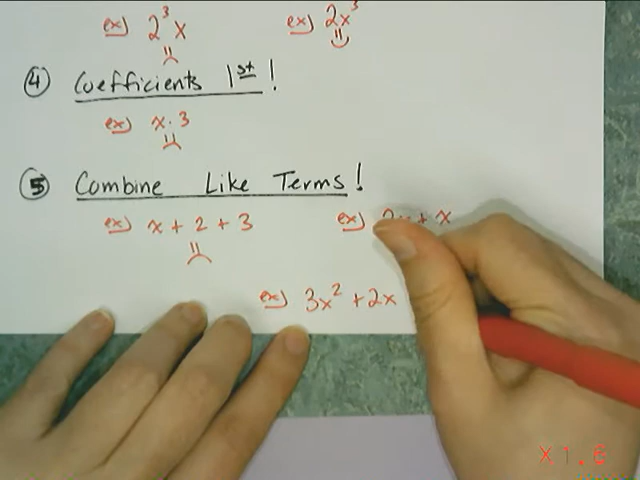 ex) 2³x ex) 2x³
④ Coefficients 1st!
ex) x·3
⑤ Combine Like Terms!
ex) x + 2 + 3 ex) + x
ex) 3x² + 2x